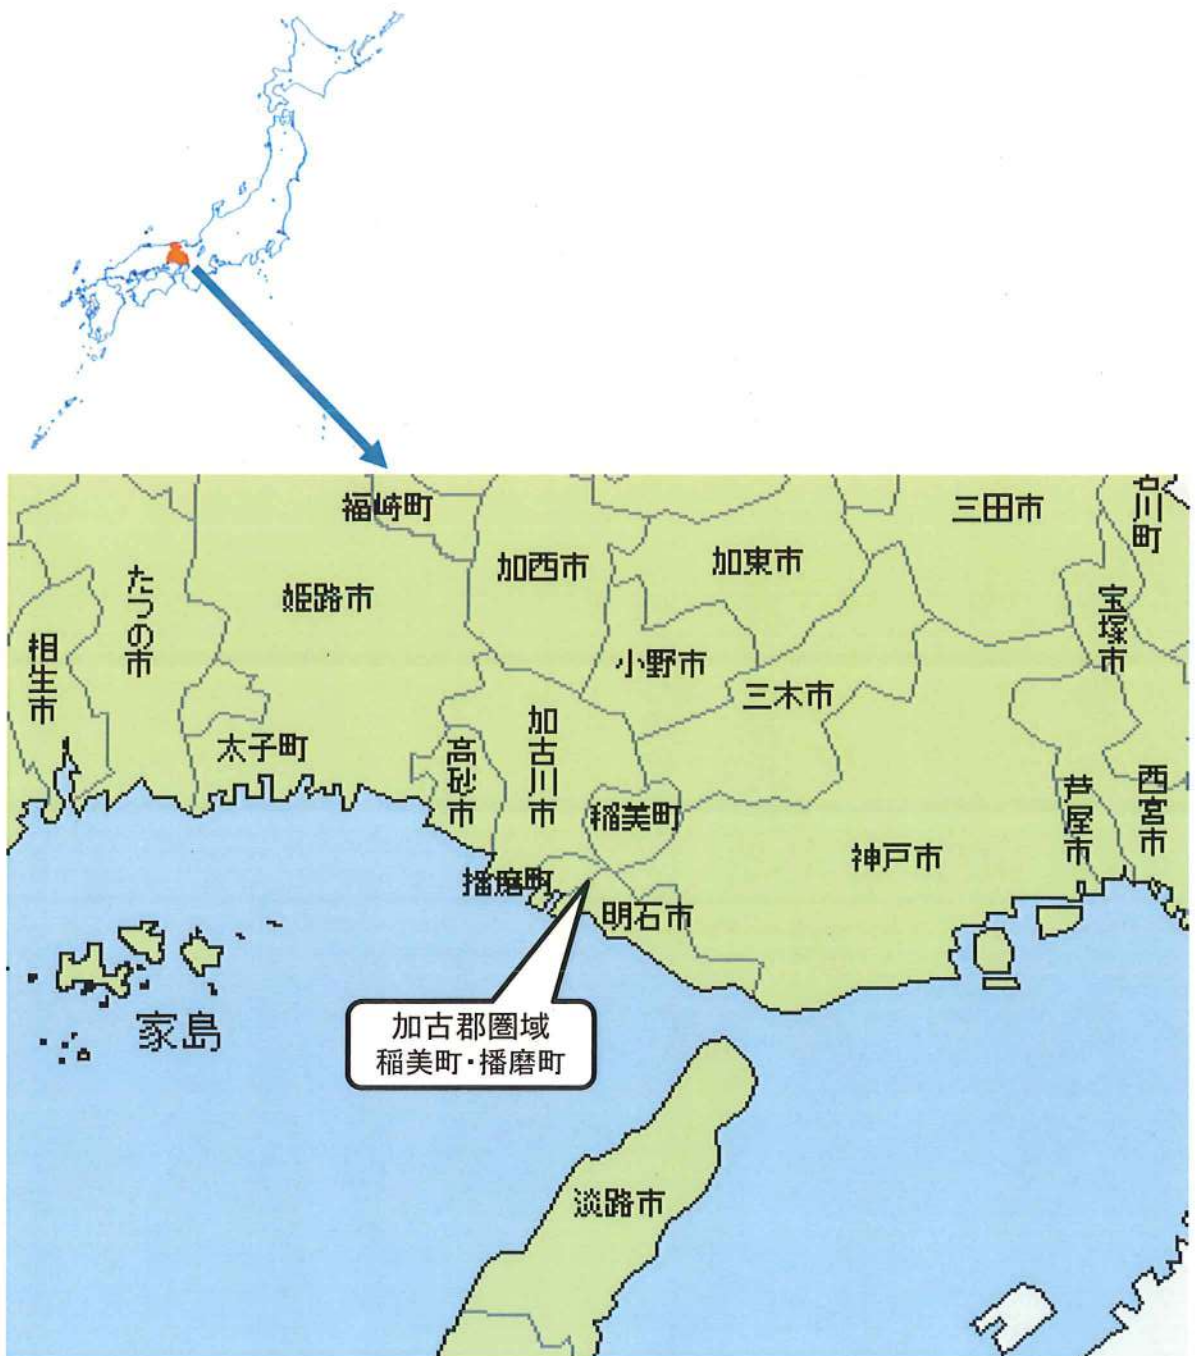 福崎町
三田市
川町
加西市
加東市
姫路市
たつの市
宝塚市
相生市
小野市
三木市
加古川市
太子町
高砂市
稲美町
芦屋市
西宮市
神戸市
播磨町
明石市
家島
加古郡圏域
稲美町・播磨町
淡路市